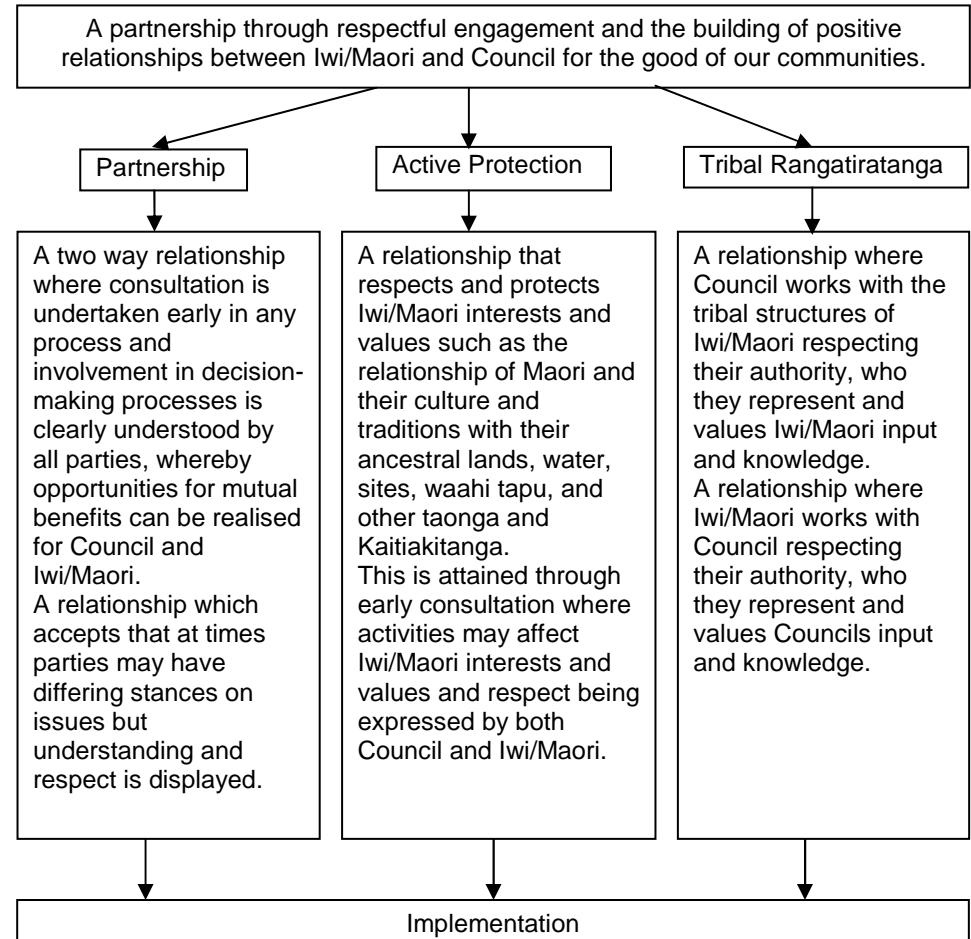 A partnership through respectful engagement and the building of positive
relationships between Iwi/Maori and Council for the good of our communities.
Partnership
Active Protection
Tribal Rangatiratanga
A two way relationship
where consultation is
undertaken early in any
process and
involvement in decision-
making processes is
clearly understood by
all parties, whereby
opportunities for mutual
benefits can be realised
for Council and
Iwi/Maori.
A relationship which
accepts that at times
parties may have
differing stances on
issues but
understanding and
respect is displayed.
A relationship that
respects and protects
Iwi/Maori interests and
values such as the
relationship of Maori and
their culture and
traditions with their
ancestral lands, water,
sites, waahi tapu, and
other taonga and
Kaitiakitanga.
This is attained through
early consultation where
activities may affect
Iwi/Maori interests and
values and respect being
expressed by both
Council and Iwi/Maori.
A relationship where
Council works with the
tribal structures of
Iwi/Maori respecting
their authority, who
they represent and
values Iwi/Maori input
and knowledge.
A relationship where
Iwi/Maori works with
Council respecting
their authority, who
they represent and
values Councils input
and knowledge.
Implementation